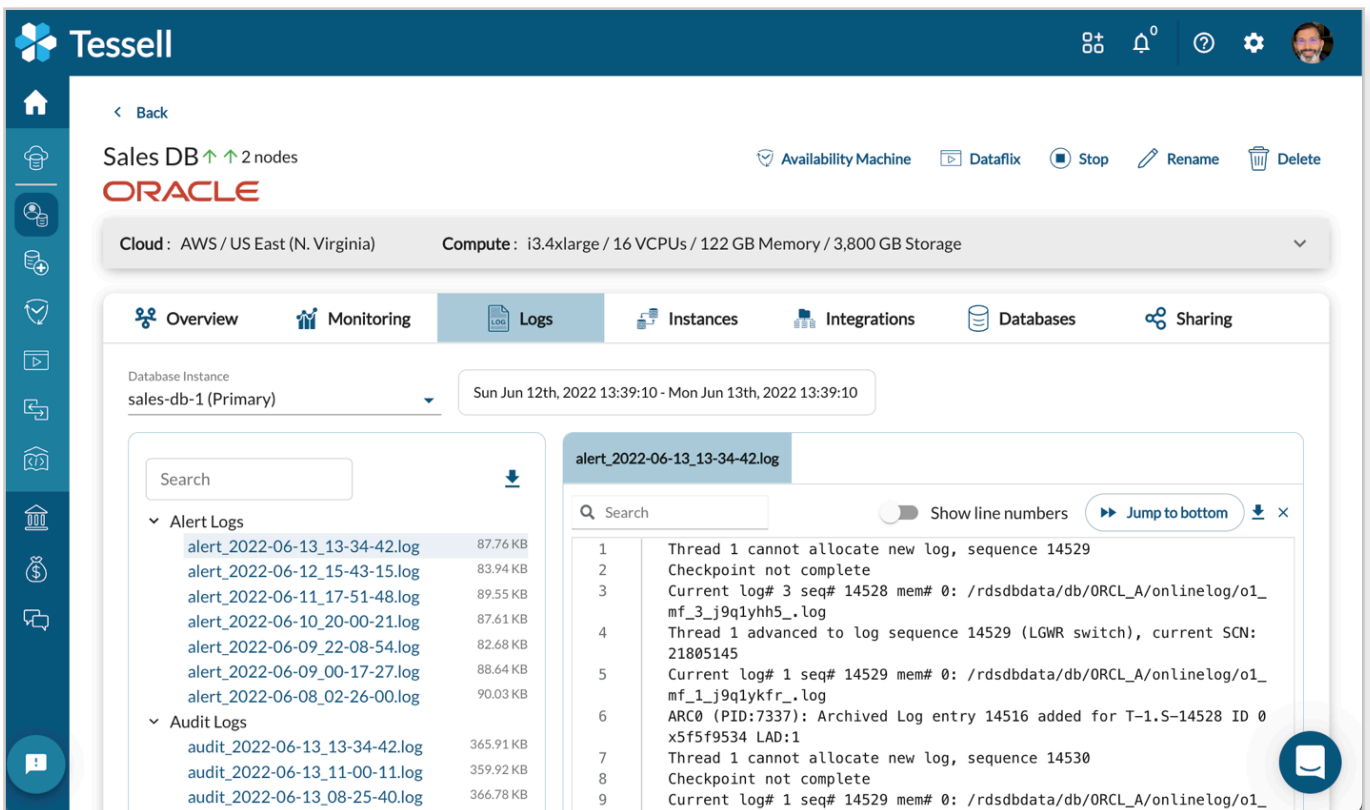 Tessell
0
Back
Sales DB 2 nodes
Availability Machine Dataflix Stop Rename Delete
ORACLE
Cloud : AWS / US East (N. Virginia) Compute : i3.4xlarge / 16 VCPUs / 122 GB Memory / 3,800 GB Storage
Overview Monitoring LOG Logs Instances Integrations Databases Sharing
Database Instance
sales-db-1 (Primary)
Sun Jun 12th, 2022 13:39:10 - Mon Jun 13th, 2022 13:39:10
Search
Alert Logs
alert_2022-06-13_13-34-42.log 87.76 KB
alert_2022-06-12_15-43-15.log 83.94 KB
alert_2022-06-11_17-51-48.log 89.55 KB
alert_2022-06-10_20-00-21.log 87.61 KB
alert_2022-06-09_22-08-54.log 82.68 KB
alert_2022-06-09_00-17-27.log 88.64 KB
alert_2022-06-08_02-26-00.log 90.03 KB
Audit Logs
audit_2022-06-13_13-34-42.log 365.91 KB
audit_2022-06-13_11-00-11.log 359.92 KB
audit_2022-06-13_08-25-40.log 366.78 KB
alert_2022-06-13_13-34-42.log
Search Show line numbers Jump to bottom
1 Thread 1 cannot allocate new log, sequence 14529
2 Checkpoint not complete
3 Current log# 3 seq# 14528 mem# 0: /rdsdbdata/db/ORCL_A/onlinelog/o1_
mf_3_j9q1yhh5_.log
4 Thread 1 advanced to log sequence 14529 (LGWR switch), current SCN:
21805145
5 Current log# 1 seq# 14529 mem# 0: /rdsdbdata/db/ORCL_A/onlinelog/o1_
mf_1_j9q1ykfr_.log
6 ARC0 (PID:7337): Archived Log entry 14516 added for T-1.S-14528 ID 0
x5f5f9534 LAD:1
7 Thread 1 cannot allocate new log, sequence 14530
8 Checkpoint not complete
9 Current log# 1 seq# 14529 mem# 0: /rdsdbdata/db/ORCL_A/onlinelog/o1_